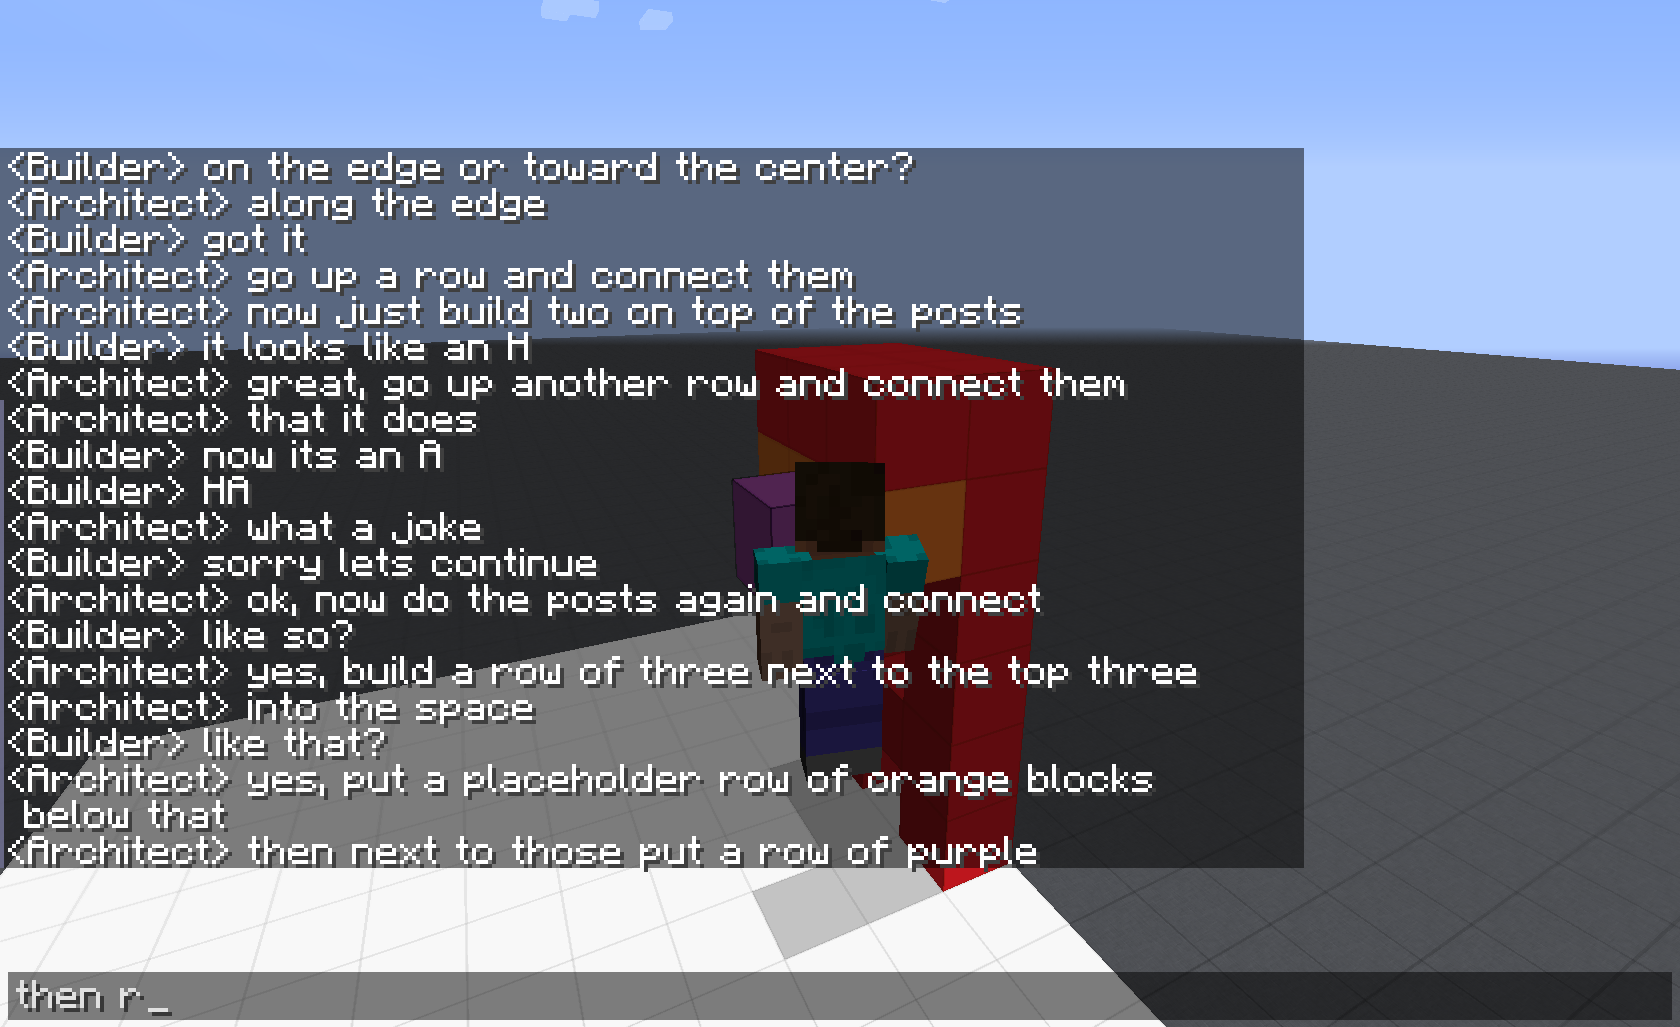 <Builder> on the edge or toward the center?
<Architect> along the edge
<Builder> got it
<Architect> go up a row and connect them
<Architect> now just build two on top of the posts
<Builder> it looks like an H
<Architect> great, go up another row and connect them
<Architect> that it does
<Builder> now its an A
<Builder> HA
<Architect> what a joke
<Builder> sorry lets continue
<Architect> ok, now do the posts again and connect
<Builder> like so?
<Architect> yes, build a row of three next to the top three
<Architect> into the space
<Builder> like that?
<Architect> yes, put a placeholder row of orange blocks
below that
<Architect> then next to those put a row of purple
then r_